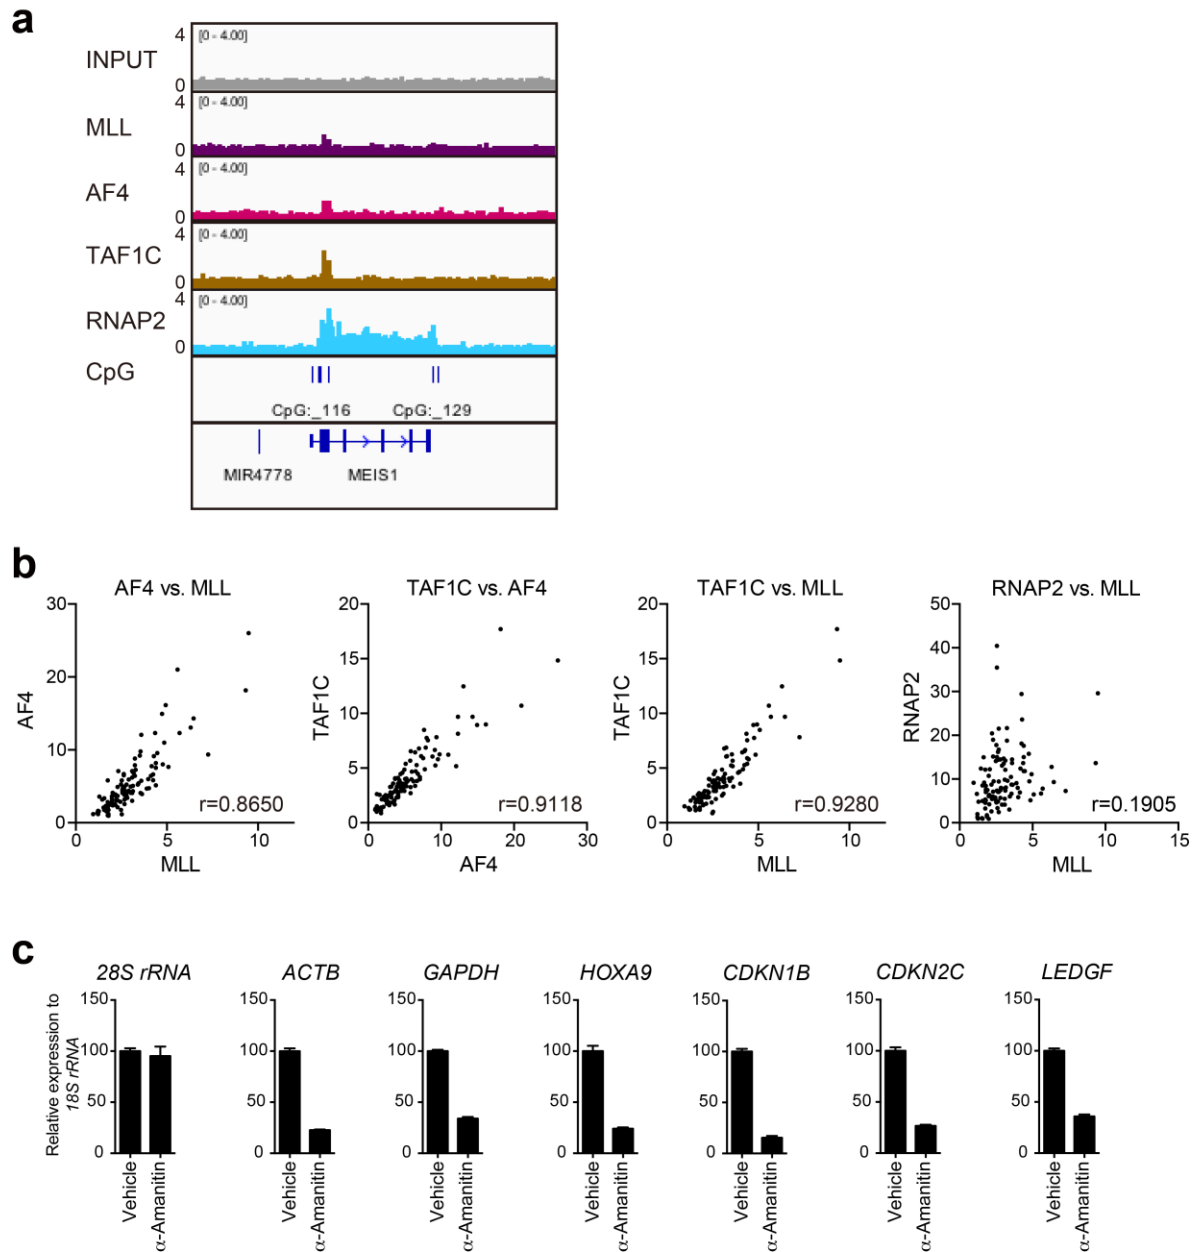 a
INPUT 4 [0 - 4.00] 0
MLL 4 [0 - 4.00] 0
AF4 4 [0 - 4.00] 0
TAF1C 4 [0 - 4.00] 0
RNAP2 4 [0 - 4.00] 0
CpG
CpG:_116 CpG:_129
MIR4778 MEIS1
b
AF4 vs. MLL
AF4
30
20
10
0
r=0.8650
0 5 10
MLL
TAF1C vs. AF4
TAF1C
20
15
10
5
0
r=0.9118
0 10 20 30
AF4
TAF1C vs. MLL
TAF1C
20
15
10
5
0
r=0.9280
0 5 10
MLL
RNAP2 vs. MLL
RNAP2
50
40
30
20
10
0
r=0.1905
0 5 10 15
MLL
c
Relative expression to
18S rRNA
28S rRNA
150
100
50
0
Vehicle
α-Amanitin
ACTB
150
100
50
0
Vehicle
α-Amanitin
GAPDH
150
100
50
0
Vehicle
α-Amanitin
HOXA9
150
100
50
0
Vehicle
α-Amanitin
CDKN1B
150
100
50
0
Vehicle
α-Amanitin
CDKN2C
150
100
50
0
Vehicle
α-Amanitin
LEDGF
150
100
50
0
Vehicle
α-Amanitin